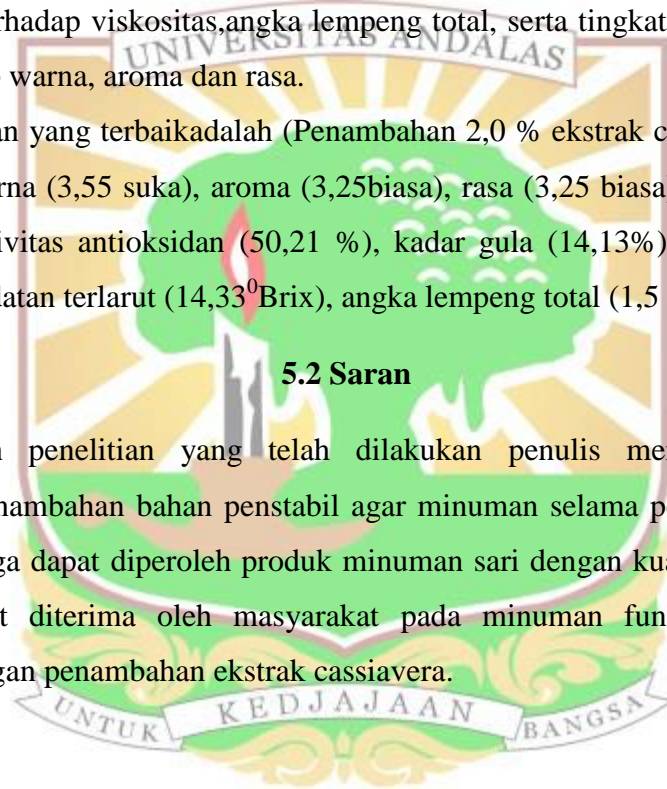 erhadap viskositas,angka lempeng total, serta tingkat
UNIVERSITAS ANDALAS
warna, aroma dan rasa.
an yang terbaikadalah (Penambahan 2,0 % ekstrak c
rna (3,55 suka), aroma (3,25biasa), rasa (3,25 biasa
ivitas antioksidan (50,21 %), kadar gula (14,13%)
datan terlarut (14,33⁰Brix), angka lempeng total (1,5
5.2 Saran
n penelitian yang telah dilakukan penulis me
nambahan bahan penstabil agar minuman selama p
ga dapat diperoleh produk minuman sari dengan kua
t diterima oleh masyarakat pada minuman fun
gan penambahan ekstrak cassiavera.
UNTUK KEDJAJAAN BANGSA